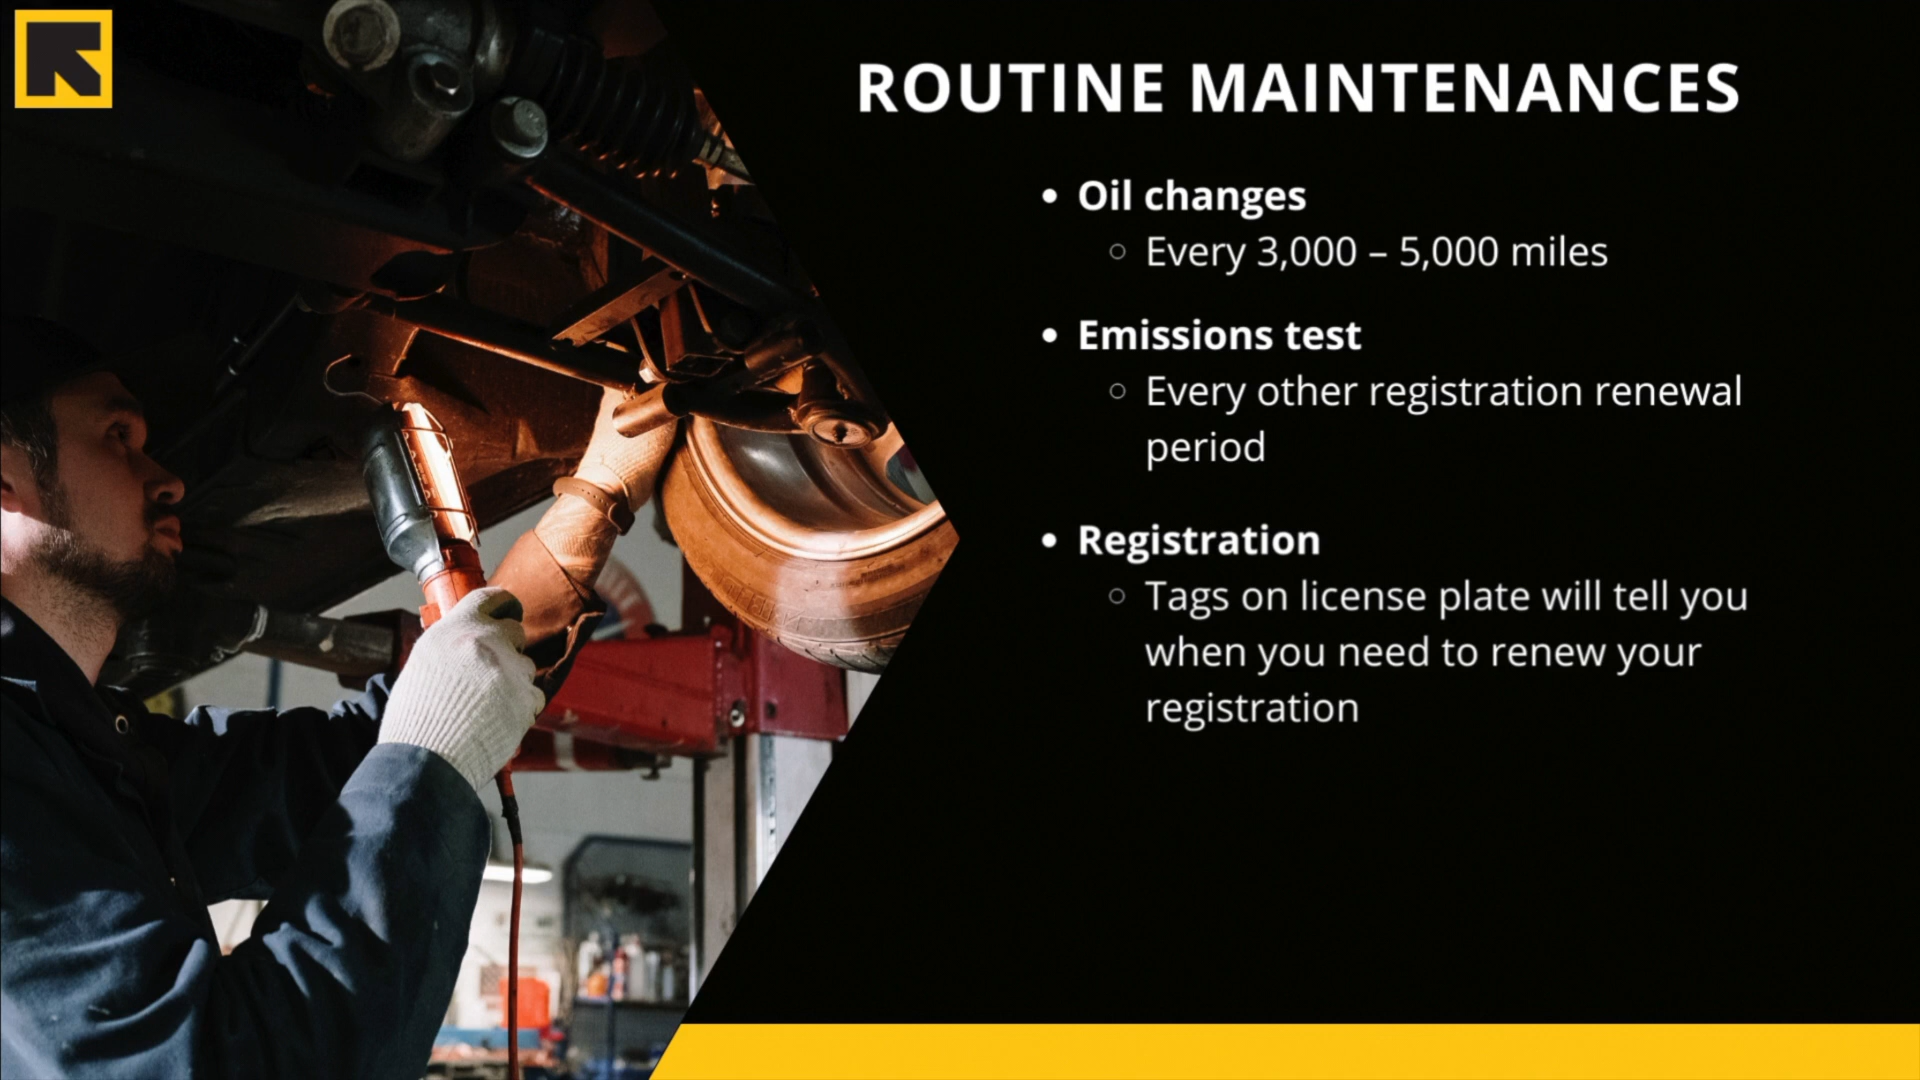 ROUTINE MAINTENANCES
• Oil changes
○ Every 3,000 – 5,000 miles
• Emissions test
○ Every other registration renewal
period
• Registration
○ Tags on license plate will tell you
when you need to renew your
registration